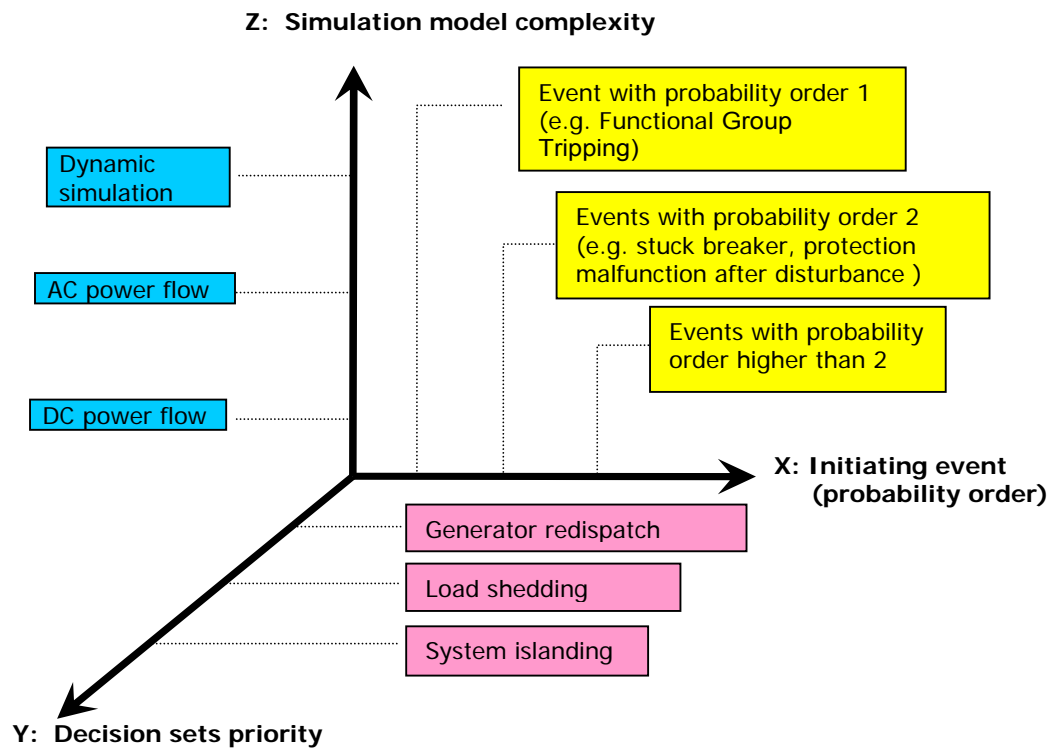 Z: Simulation model complexity
Event with probability order 1
(e.g. Functional Group
Tripping)
Dynamic
simulation
Events with probability order 2
(e.g. stuck breaker, protection
malfunction after disturbance )
AC power flow
Events with probability
order higher than 2
DC power flow
X: Initiating event
(probability order)
Generator redispatch
Load shedding
System islanding
Y: Decision sets priority